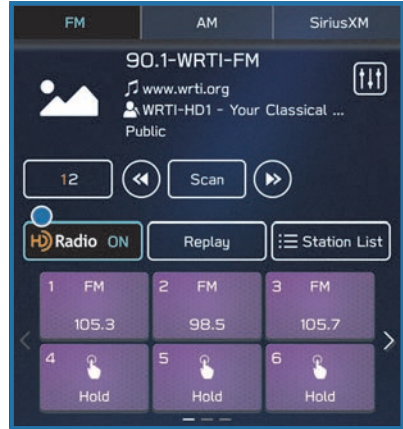 FM AM SiriusXM
90.1-WRTI-FM
www.wrti.org
WRTI-HD1 - Your Classical ...
Public
12 Scan
HD Radio ON Replay Station List
1 FM 2 FM 3 FM
105.3 98.5 105.7
4 5 6
Hold Hold Hold